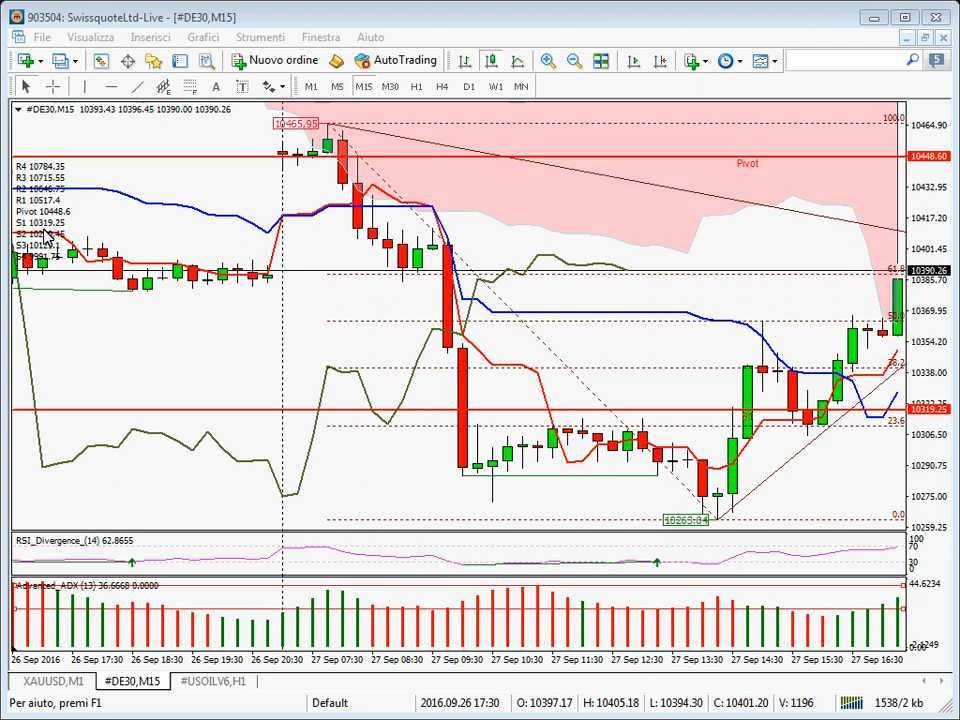 903504: SwissquoteLtd-Live - [#DE30,M15]
File Visualizza Inserisci Grafici Strumenti Finestra Aiuto
Nuovo ordine AutoTrading 5
A T M1 M5 M15 M30 H1 H4 D1 W1 MN
#DE30,M15 10393.43 10396.45 10390.00 10390.26
10465.95
100.0
10464.90
10448.60
Pivot
R4 10784.35
R3 10715.55
R2 10646.75
R1 10517.4
Pivot 10448.6
S1 10319.25
S2
S3
10432.95
10417.20
10401.45
61.8
10390.26
10385.70
10369.95
50.0
10354.20
38.2
10338.00
10319.25
23.6
10306.50
10290.75
10275.00
0.0
10263.04
10259.25
RSI_Divergence_(14) 62.8655
100
70
30
0
Advanced_ADX (13) 36.6668 0.0000
44.6234
26 Sep 2016 26 Sep 17:30 26 Sep 18:30 26 Sep 19:30 26 Sep 20:30 27 Sep 07:30 27 Sep 08:30 27 Sep 09:30 27 Sep 10:30 27 Sep 11:30 27 Sep 12:30 27 Sep 13:30 27 Sep 14:30 27 Sep 15:30 27 Sep 16:30
XAUUSD,M1 #DE30,M15 #USOILV6,H1
Per aiuto, premi F1 Default 2016.09.26 17:30 O: 10397.17 H: 10405.18 L: 10394.30 C: 10401.20 V: 1196 1538/2 kb